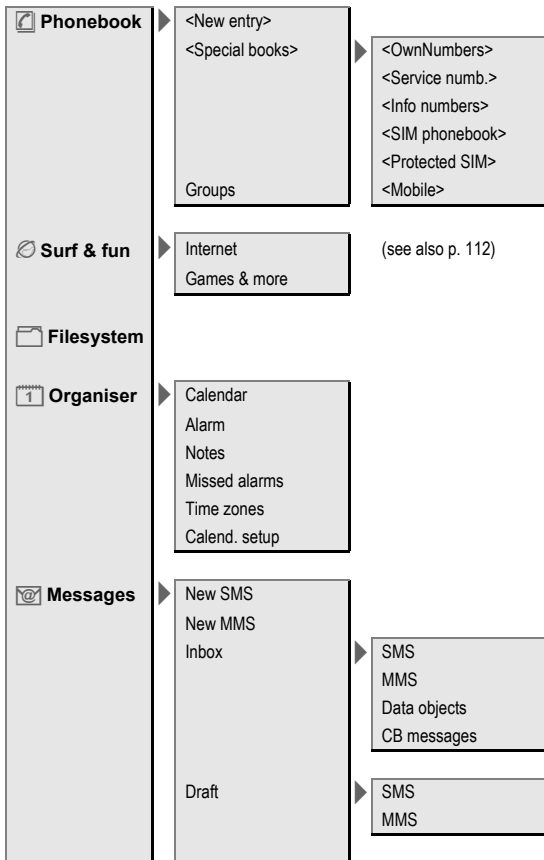 Phonebook
<New entry>
<Special books>
<OwnNumbers>
<Service numb.>
<Info numbers>
<SIM phonebook>
<Protected SIM>
Groups
<Mobile>
Surf & fun
Internet
(see also p. 112)
Games & more
Filesystem
1
Organiser
Calendar
Alarm
Notes
Missed alarms
Time zones
Calend. setup
@
Messages
New SMS
New MMS
Inbox
SMS
MMS
Data objects
CB messages
Draft
SMS
MMS